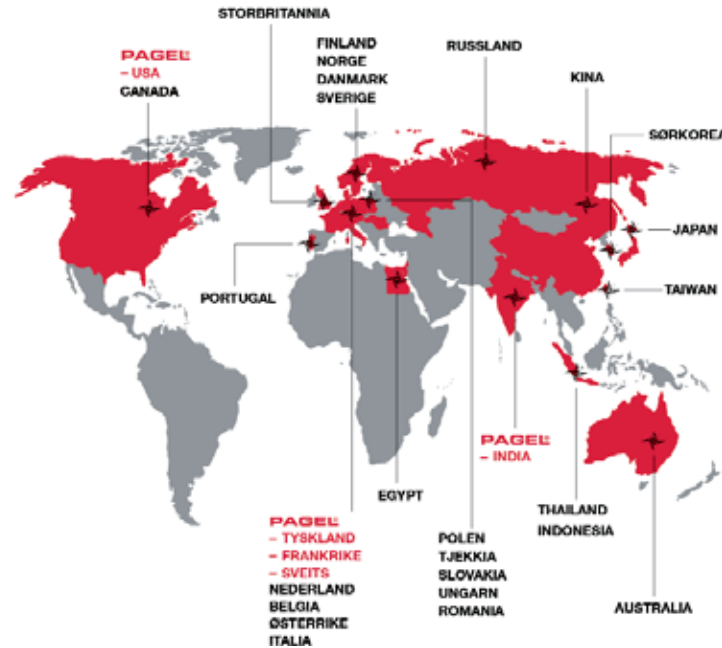 STORBRITANNIA
PAGEL®
– USA
CANADA
FINLAND
NORGE
DANMARK
SVERIGE
RUSSLAND
KINA
SØRKOREA
JAPAN
TAIWAN
PORTUGAL
PAGEL®
– INDIA
EGYPT
PAGEL®
– TYSKLAND
– FRANKRIKE
– SVEITS
NEDERLAND
BELGIA
ØSTERRIKE
ITALIA
POLEN
TJEKKIA
SLOVAKIA
UNGARN
ROMANIA
THAILAND
INDONESIA
AUSTRALIA